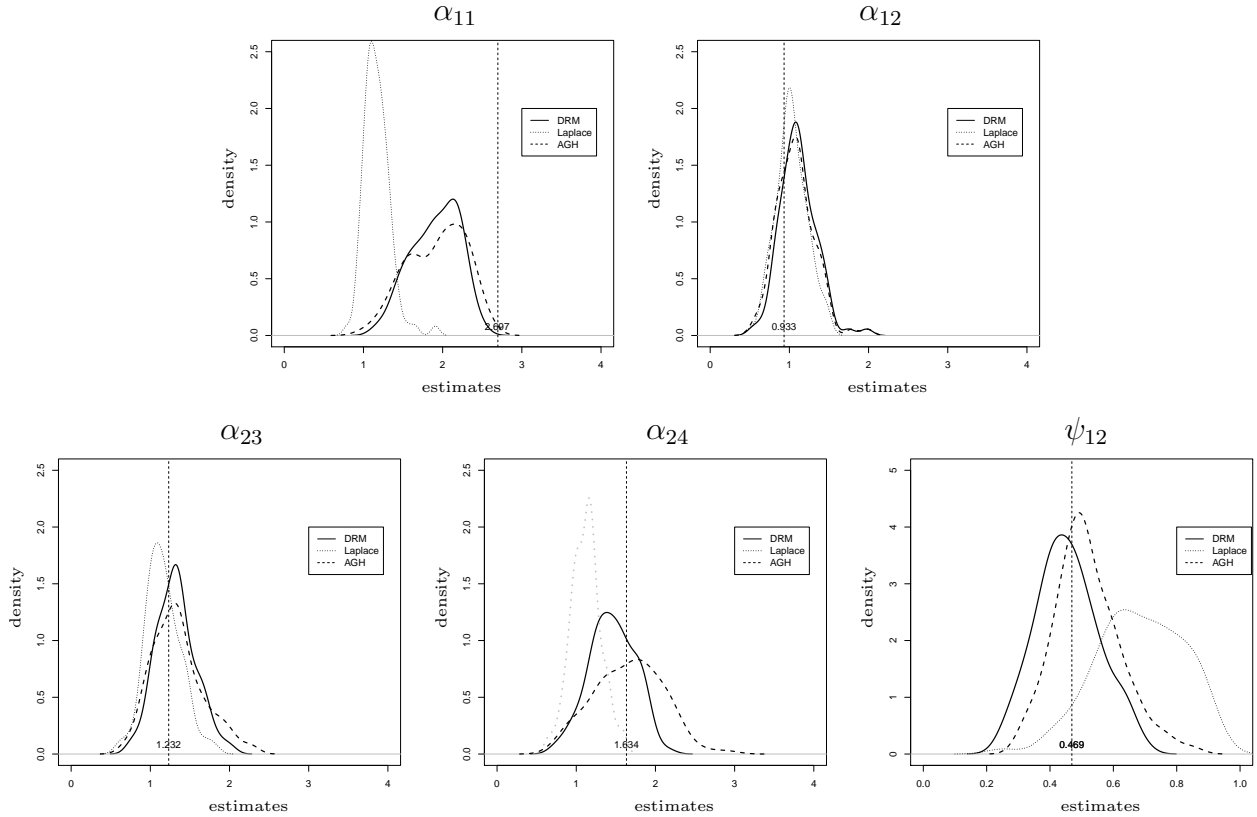 α11
α12
density
2.5
2.0
1.5
1.0
0.5
0.0
DRM
Laplace
AGH
2.697
0 1 2 3 4
estimates
density
2.5
2.0
1.5
1.0
0.5
0.0
DRM
Laplace
AGH
0.933
0 1 2 3 4
estimates
α23
α24
ψ12
density
2.5
2.0
1.5
1.0
0.5
0.0
DRM
Laplace
AGH
1.232
0 1 2 3 4
estimates
density
2.5
2.0
1.5
1.0
0.5
0.0
DRM
Laplace
AGH
1.634
0 1 2 3 4
estimates
density
5
4
3
2
1
0
DRM
Laplace
AGH
0.469
0.0 0.2 0.4 0.6 0.8 1.0
estimates